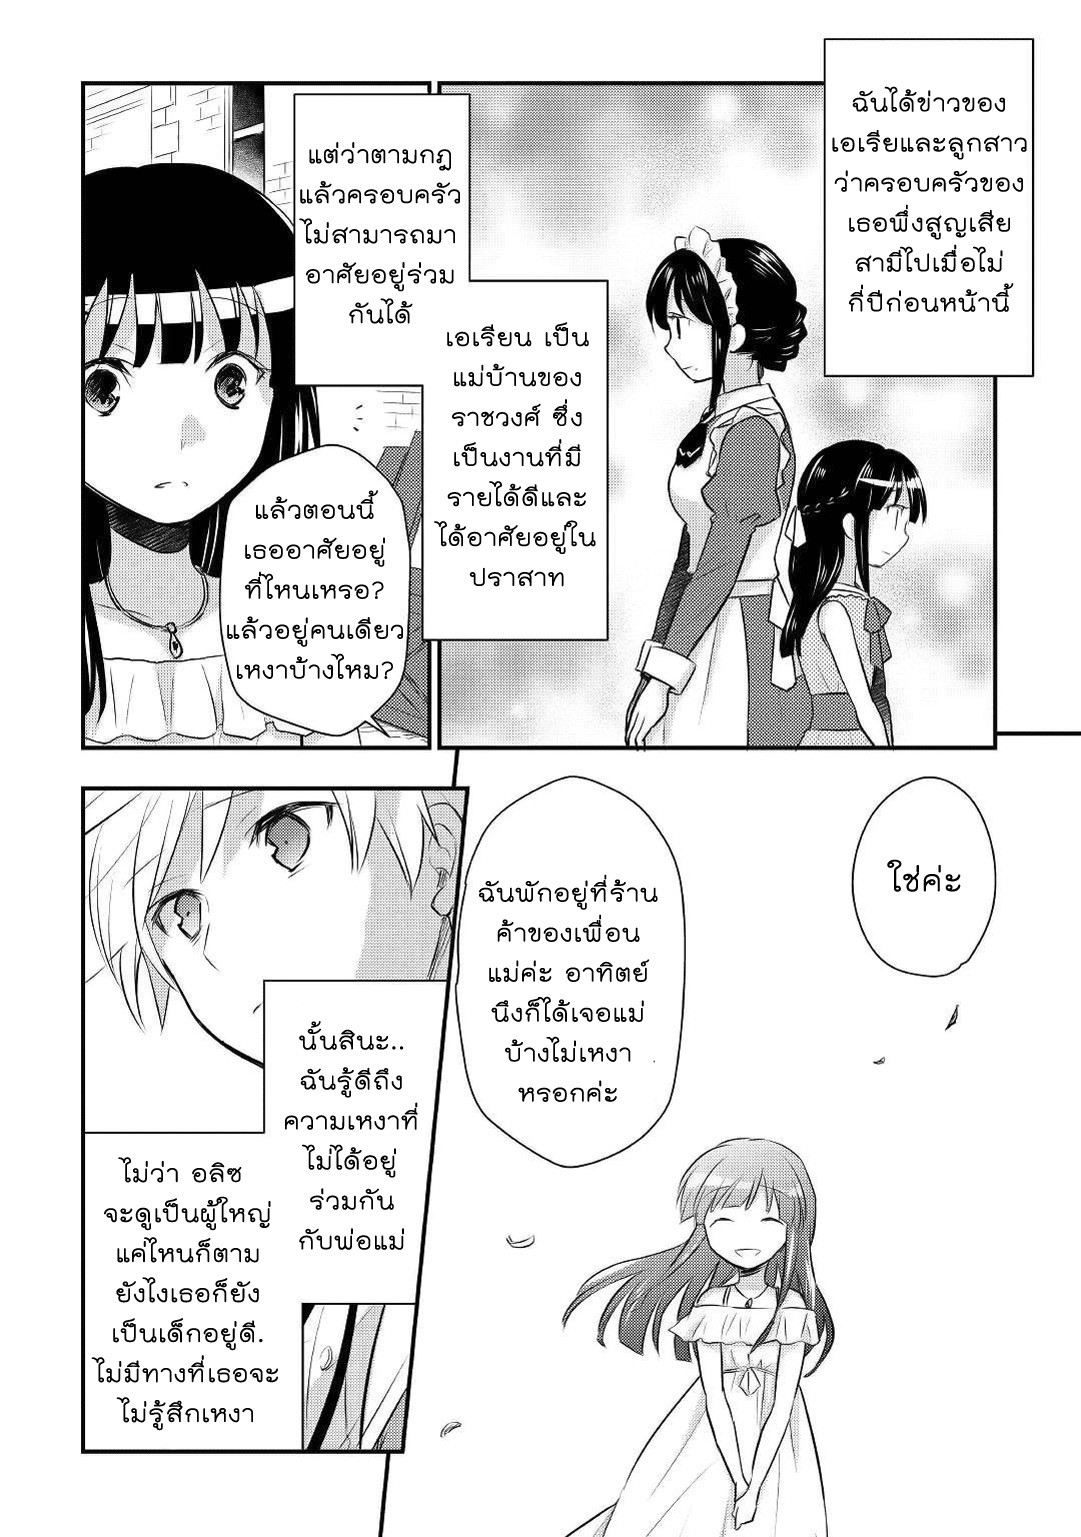 ฉันได้ข่าวของ
เอเรียและลูกสาว
ว่าครอบครัวของ
เธอพึ่งสูญเสีย
สามีไปเมื่อไม่
กี่ปีก่อนหน้านี้
เอเรียน เป็น
แม่บ้านของ
ราชวงศ์ ซึ่ง
เป็นงานที่มี
รายได้ดีและ
ได้อาศัยอยู่ใน
ปราสาท
แต่ว่าตามกฎ
แล้วครอบครัว
ไม่สามารถมา
อาศัยอยู่ร่วม
กันได้
แล้วตอนนี้
เธออาศัยอยู่
ที่ไหนเหรอ?
แล้วอยู่คนเดียว
เหงาบ้างไหม?
ใช่ค่ะ
ฉันพักอยู่ที่ร้าน
ค้าของเพื่อน
แม่ค่ะ อาทิตย์
นึงก็ได้เจอแม่
บ้างไม่เหงา
หรอกค่ะ
นั้นสินะ..
ฉันรู้ดีถึง
ความเหงาที่
ไม่ได้อยู่
ร่วมกัน
กับพ่อแม่
ไม่ว่า อลิซ
จะดูเป็นผู้ใหญ่
แค่ไหนก็ตาม
ยังไงเธอก็ยัง
เป็นเด็กอยู่ดี.
ไม่มีทางที่เธอจะ
ไม่รู้สึกเหงา